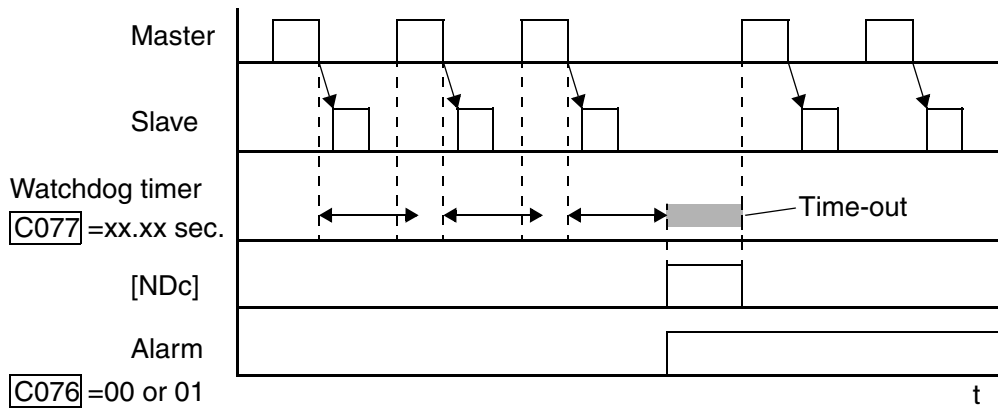 Master
Slave
Watchdog timer
C077 =xx.xx sec.
Time-out
[NDc]
Alarm
C076 =00 or 01
t